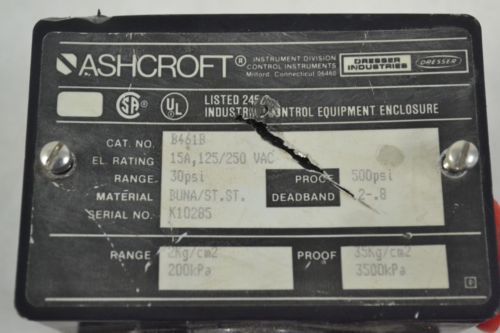 ASHCROFT® INSTRUMENT DIVISION
CONTROL INSTRUMENTS
Milford, Connecticut 06460
DRESSER INDUSTRIES DRESSER
SA UL LISTED
INDUSTRIAL CONTROL EQUIPMENT ENCLOSURE
CAT. NO. B461B
EL. RATING 15A,125/250 VAC
RANGE 30psi PROOF 500psi
MATERIAL BUNA/ST.ST. DEADBAND .2-.8
SERIAL NO. K10285
RANGE 2Kg/cm2 PROOF 35Kg/cm2
200kPa 3500kPa